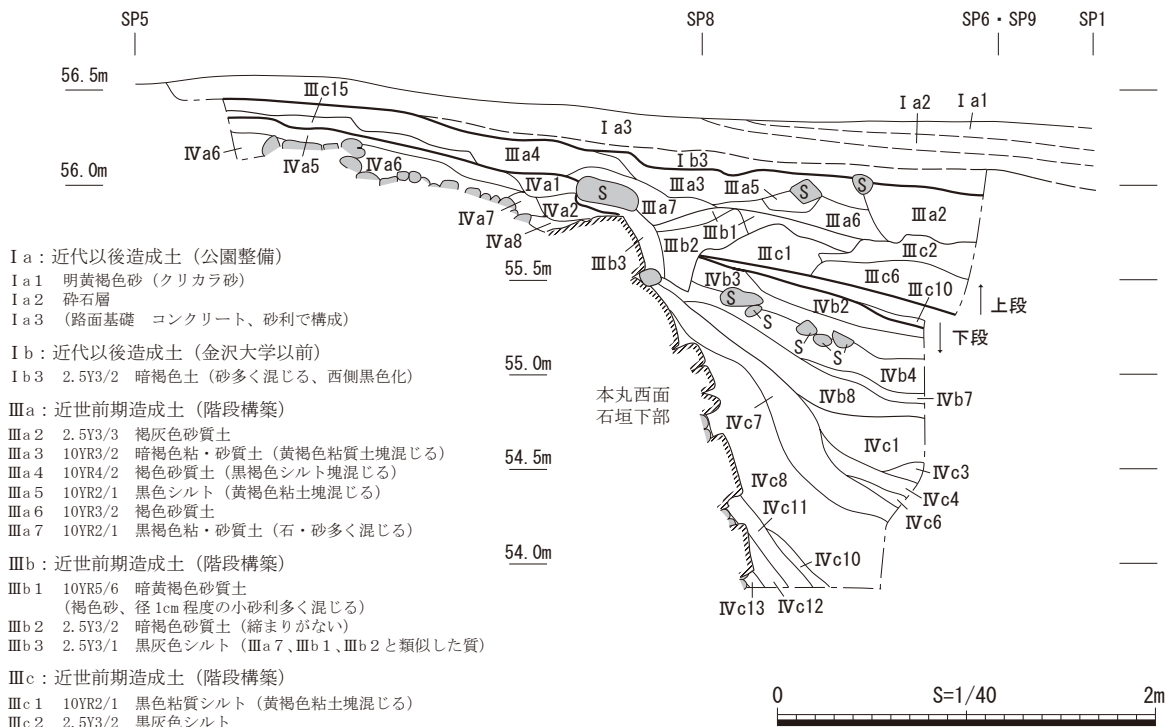 SP5 SP8 SP6・SP9 SP1
56.5m
Ⅲc15
Ⅰa2 Ⅰa1
Ⅰa3
Ⅳa6 Ⅳa5 Ⅳa6 Ⅲa4 Ⅰb3
56.0m
Ⅳa1 S Ⅲa3 Ⅲa5 S S
Ⅳa7 Ⅳa2 Ⅲa7 Ⅲa6 Ⅲa2
Ⅳa8 Ⅲb1
Ⅲb3 Ⅲb2 Ⅲc1 Ⅲc2
55.5m
Ⅳb3 Ⅲc6
Ⅳb2 Ⅲc10
S S S S S
上段
下段
55.0m
Ⅳb4
本丸西面
石垣下部
Ⅳb8 Ⅳb7
Ⅳc7
Ⅳc1
54.5m
Ⅳc3
Ⅳc8 Ⅳc4
Ⅳc11 Ⅳc6
54.0m
Ⅳc10
Ⅳc13 Ⅳc12
Ⅰa：近代以後造成土（公園整備）
Ⅰa1 明黄褐色砂（クリカラ砂）
Ⅰa2 砕石層
Ⅰa3 （路面基礎 コンクリート、砂利で構成）
Ⅰb：近代以後造成土（金沢大学以前）
Ⅰb3 2.5Y3/2 暗褐色土（砂多く混じる、西側黒色化）
Ⅲa：近世前期造成土（階段構築）
Ⅲa2 2.5Y3/3 褐灰色砂質土
Ⅲa3 10YR3/2 暗褐色粘・砂質土（黄褐色粘質土塊混じる）
Ⅲa4 10YR4/2 褐色砂質土（黒褐色シルト塊混じる）
Ⅲa5 10YR2/1 黒色シルト（黄褐色粘土塊混じる）
Ⅲa6 10YR3/2 褐色砂質土
Ⅲa7 10YR2/1 黒褐色粘・砂質土（石・砂多く混じる）
Ⅲb：近世前期造成土（階段構築）
Ⅲb1 10YR5/6 暗黄褐色砂質土
（褐色砂、径1cm程度の小砂利多く混じる）
Ⅲb2 2.5Y3/2 暗褐色砂質土（締まりがない）
Ⅲb3 2.5Y3/1 黒灰色シルト（Ⅲa7、Ⅲb1、Ⅲb2と類似した質）
Ⅲc：近世前期造成土（階段構築）
Ⅲc1 10YR2/1 黒色粘質シルト（黄褐色粘土塊混じる）
Ⅲc2 2.5Y3/2 黒灰色シルト
0 S=1/40 2m